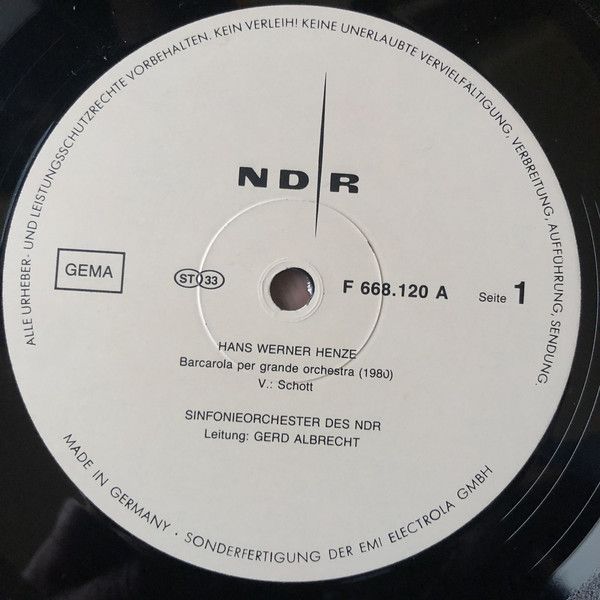 ALLE URHEBER- UND LEISTUNGSSCHUTZRECHTE VORBEHALTEN. KEIN VERLEIH! KEINE UNERLAUBTE VERVIELFÄLTIGUNG, VERBREITUNG, AUFFÜHRUNG, SENDUNG.
NDR
GEMA
ST 33
F 668.120 A
Seite 1
HANS WERNER HENZE
Barcarola per grande orchestra (1980)
V.: Schott
SINFONIEORCHESTER DES NDR
Leitung: GERD ALBRECHT
MADE IN GERMANY · SONDERFERTIGUNG DER EMI ELECTROLA GMBH